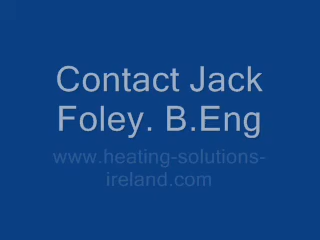 Contact Jack
Foley. B.Eng
www.heating-solutions-
ireland.com